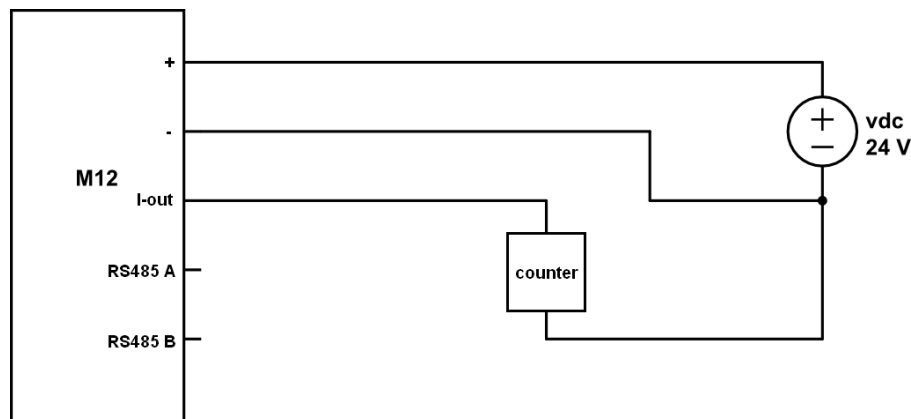 +
-
M12
I-out
RS485 A
RS485 B
counter
+
−
vdc
24 V